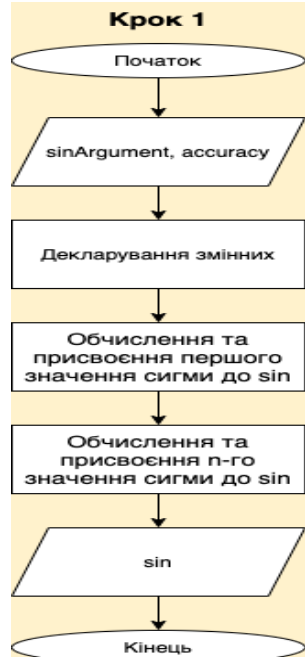 Крок 1
Початок
sinArgument, accuracy
Декларування змінних
Обчислення та
присвоєння першого
значення сигми до sin
Обчислення та
присвоєння n-го
значення сигми до sin
sin
Кінець